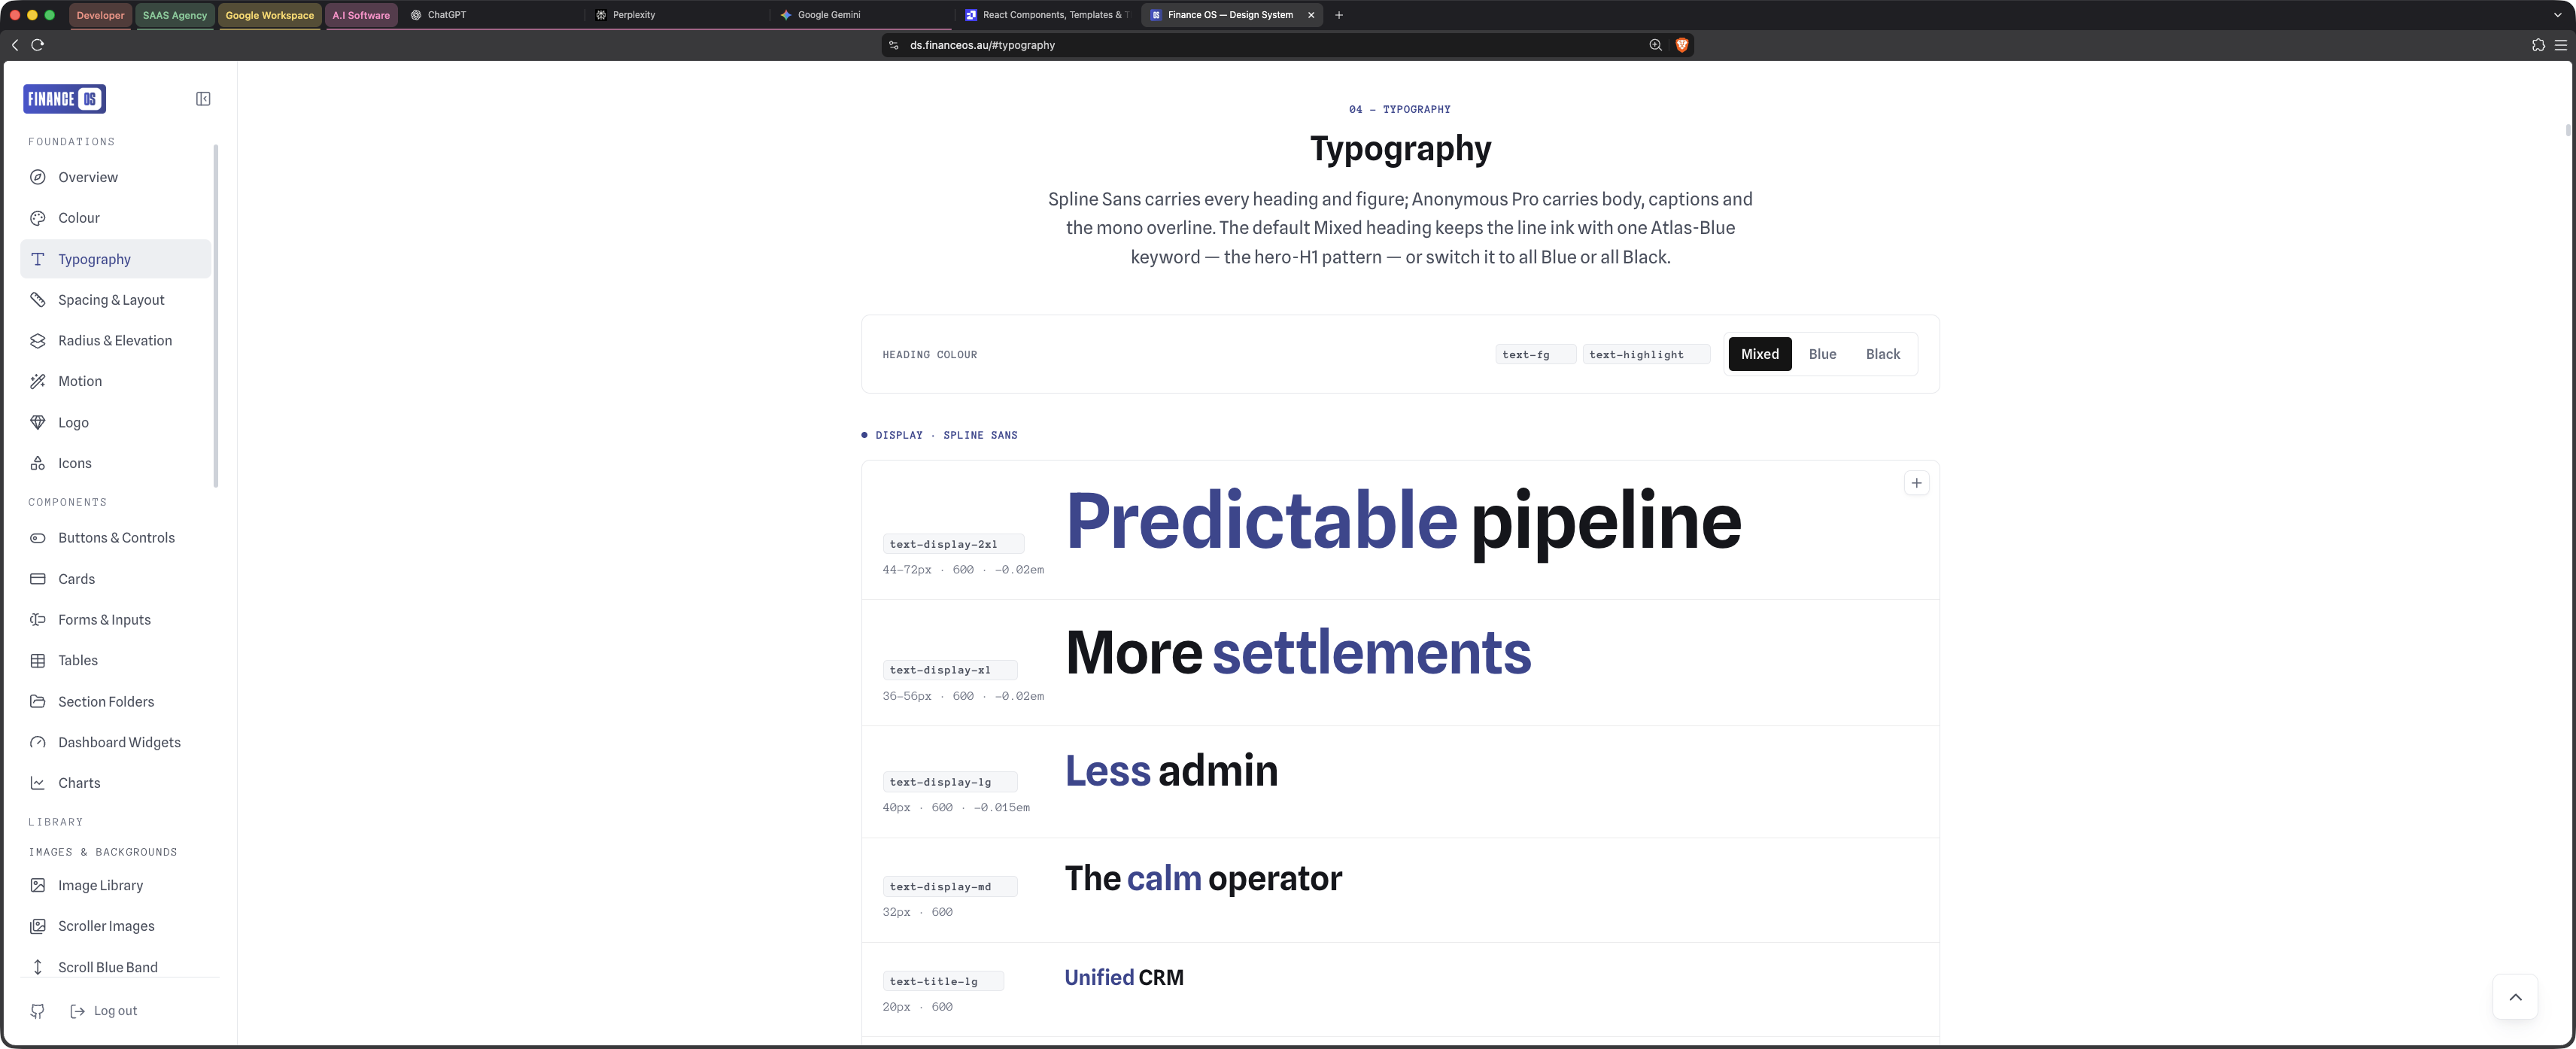 Developer
SAAS Agency
Google Workspace
A.I Software
ChatGPT
Perplexity
Google Gemini
React Components, Templates &
Finance OS — Design System
ds.financeos.au/#typography
FINANCE OS
FOUNDATIONS
Overview
Colour
Typography
Spacing & Layout
Radius & Elevation
Motion
Logo
Icons
COMPONENTS
Buttons & Controls
Cards
Forms & Inputs
Tables
Section Folders
Dashboard Widgets
Charts
LIBRARY
IMAGES & BACKGROUNDS
Image Library
Scroller Images
Scroll Blue Band
Log out
04 — TYPOGRAPHY
Typography
Spline Sans carries every heading and figure; Anonymous Pro carries body, captions and
the mono overline. The default Mixed heading keeps the line ink with one Atlas-Blue
keyword — the hero-H1 pattern — or switch it to all Blue or all Black.
HEADING COLOUR
text-fg
text-highlight
Mixed
Blue
Black
DISPLAY · SPLINE SANS
Predictable pipeline
text-display-2xl
44–72px · 600 · −0.02em
More settlements
text-display-xl
36–56px · 600 · −0.02em
Less admin
text-display-lg
40px · 600 · −0.015em
The calm operator
text-display-md
32px · 600
Unified CRM
text-title-lg
20px · 600